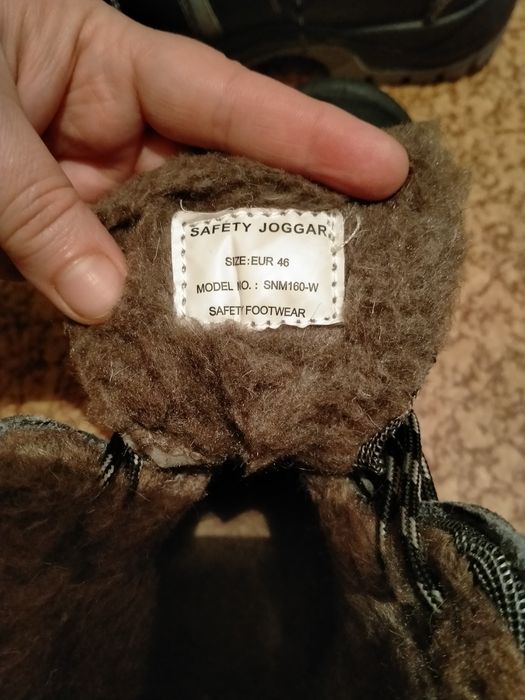 SAFETY JOGGAR
SIZE:EUR 46
MODEL NO.: SNM160-W
SAFETY FOOTWEAR